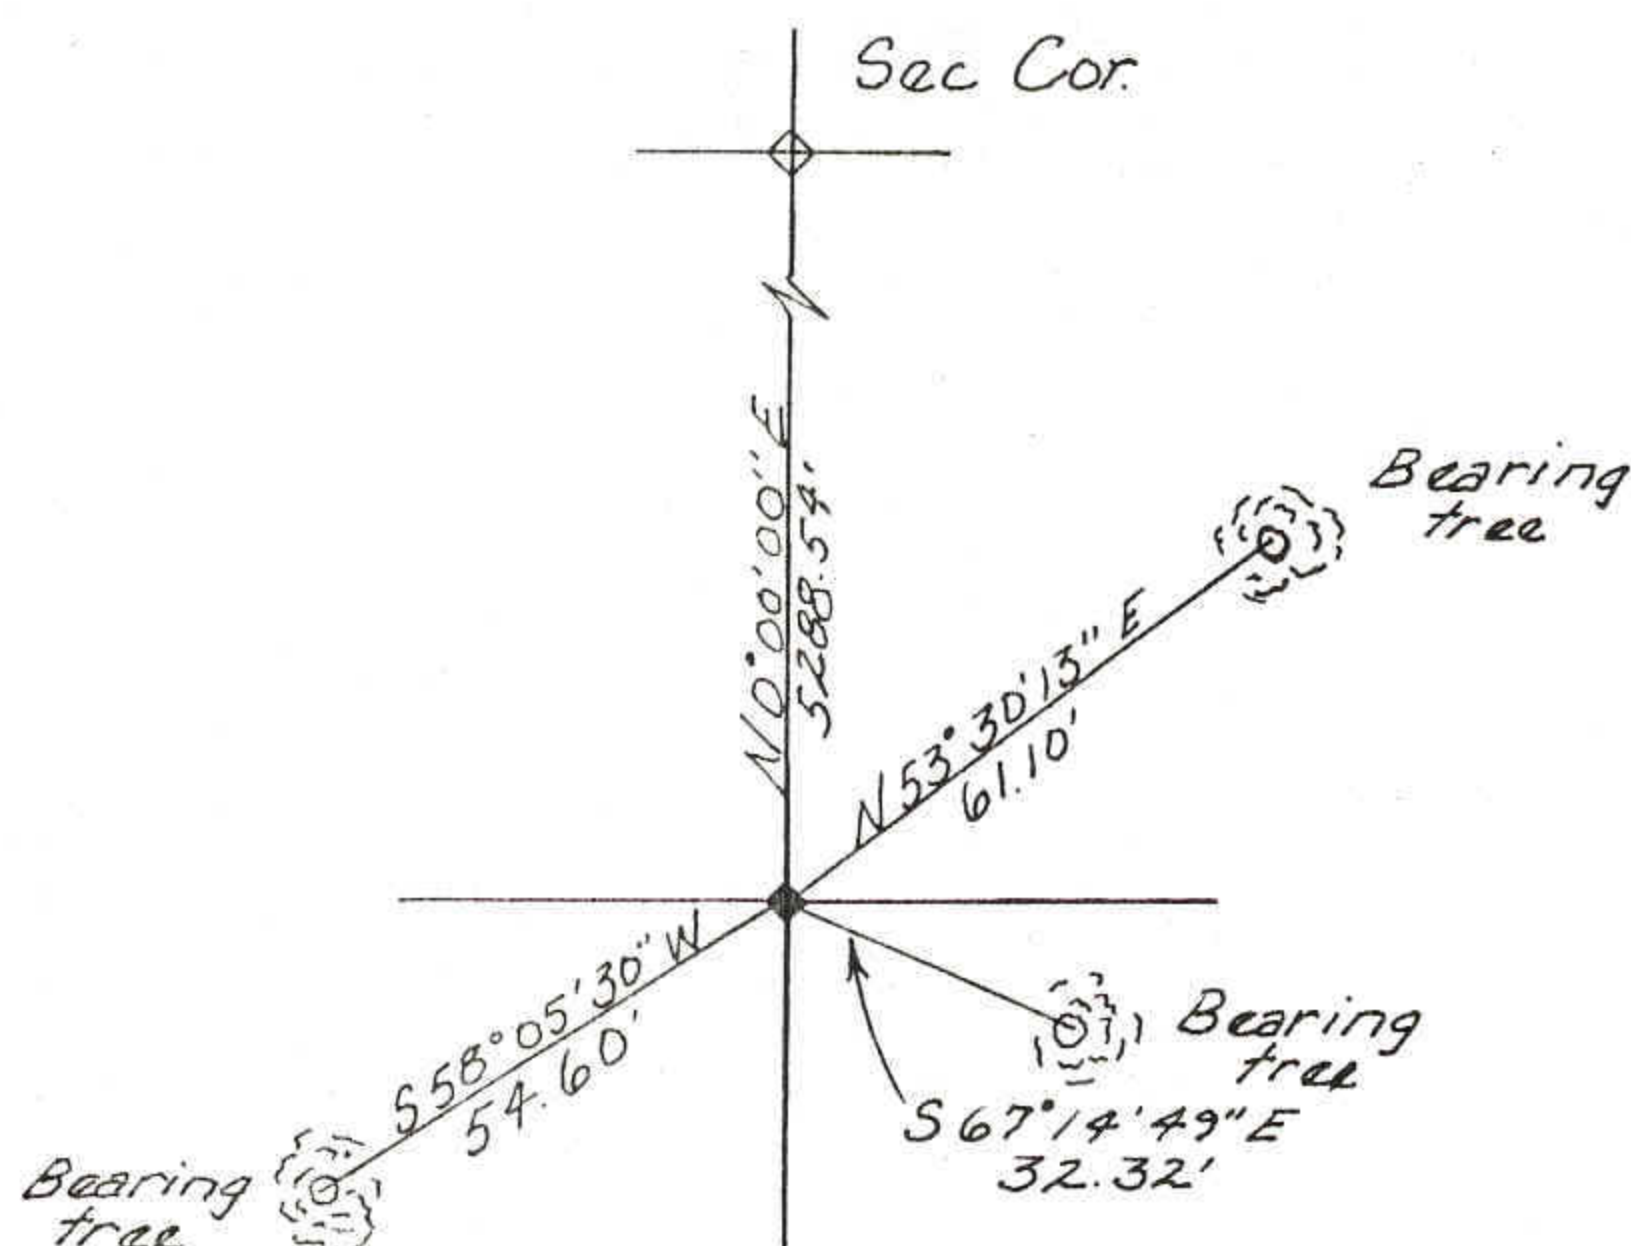 Sec Cor.
N 0°00'00" E
5288.54'
Bearing
tree
N 53° 30' 13" E
61.10'
S 58° 05' 30" W
54.60'
Bearing
tree
S 67° 14' 49" E
32.32'
Bearing
tree